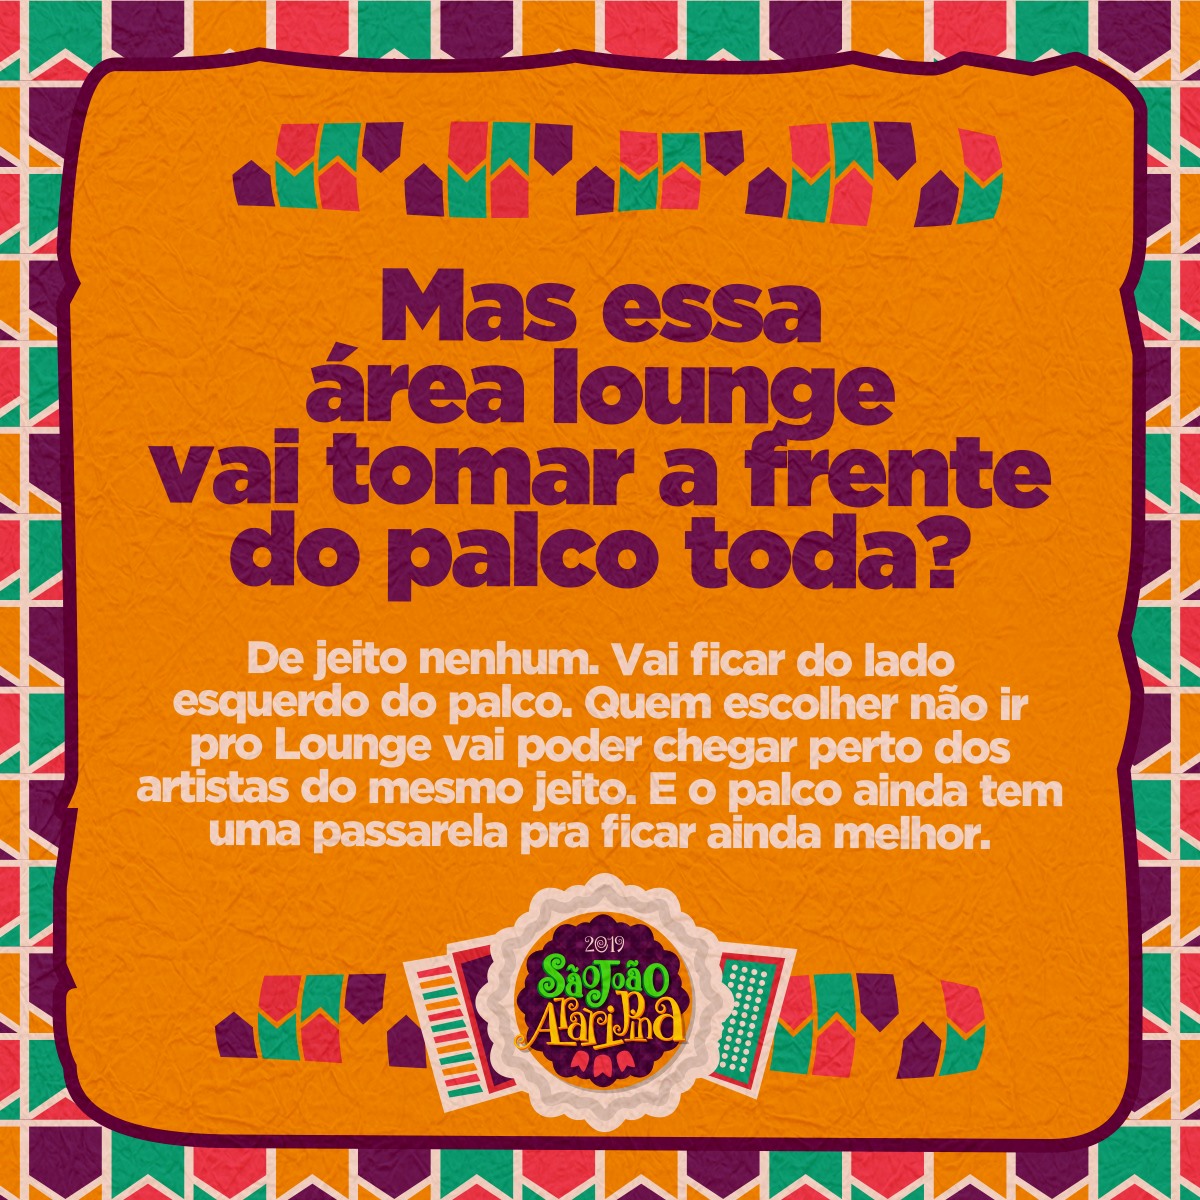 Mas essa
área lounge
vai tomar a frente
do palco toda?
De jeito nenhum. Vai ficar do lado
esquerdo do palco. Quem escolher não ir
pro Lounge vai poder chegar perto dos
artistas do mesmo jeito. E o palco ainda tem
uma passarela pra ficar ainda melhor.
2019
São João
Araripina